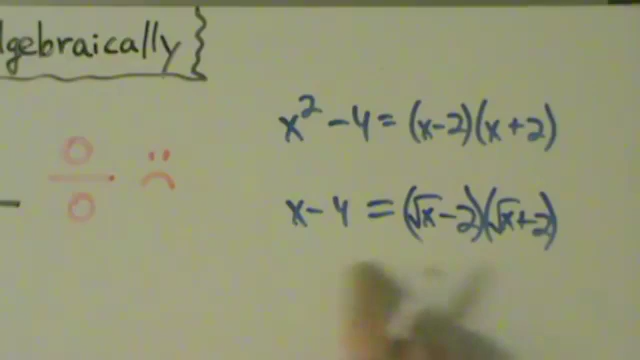 lgebraically
x² - 4 = (x-2)(x+2)
0/0 :(
x - 4 = (√x - 2)(√x + 2)